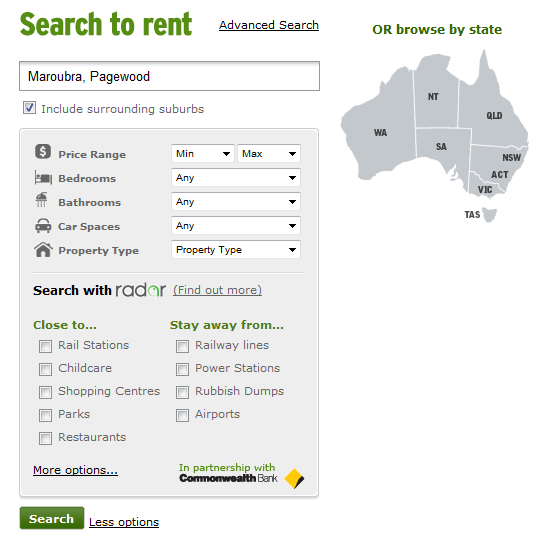 Search to rent
Advanced Search
OR browse by state
Maroubra, Pagewood
Include surrounding suburbs
Price Range Min Max
Bedrooms Any
Bathrooms Any
Car Spaces Any
Property Type Property Type
Search with radar (Find out more)
Close to... Stay away from...
Rail Stations Railway lines
Childcare Power Stations
Shopping Centres Rubbish Dumps
Parks Airports
Restaurants
More options...
In partnership with
CommonwealthBank
Search Less options
NT
QLD
WA
SA
NSW
ACT
VIC
TAS